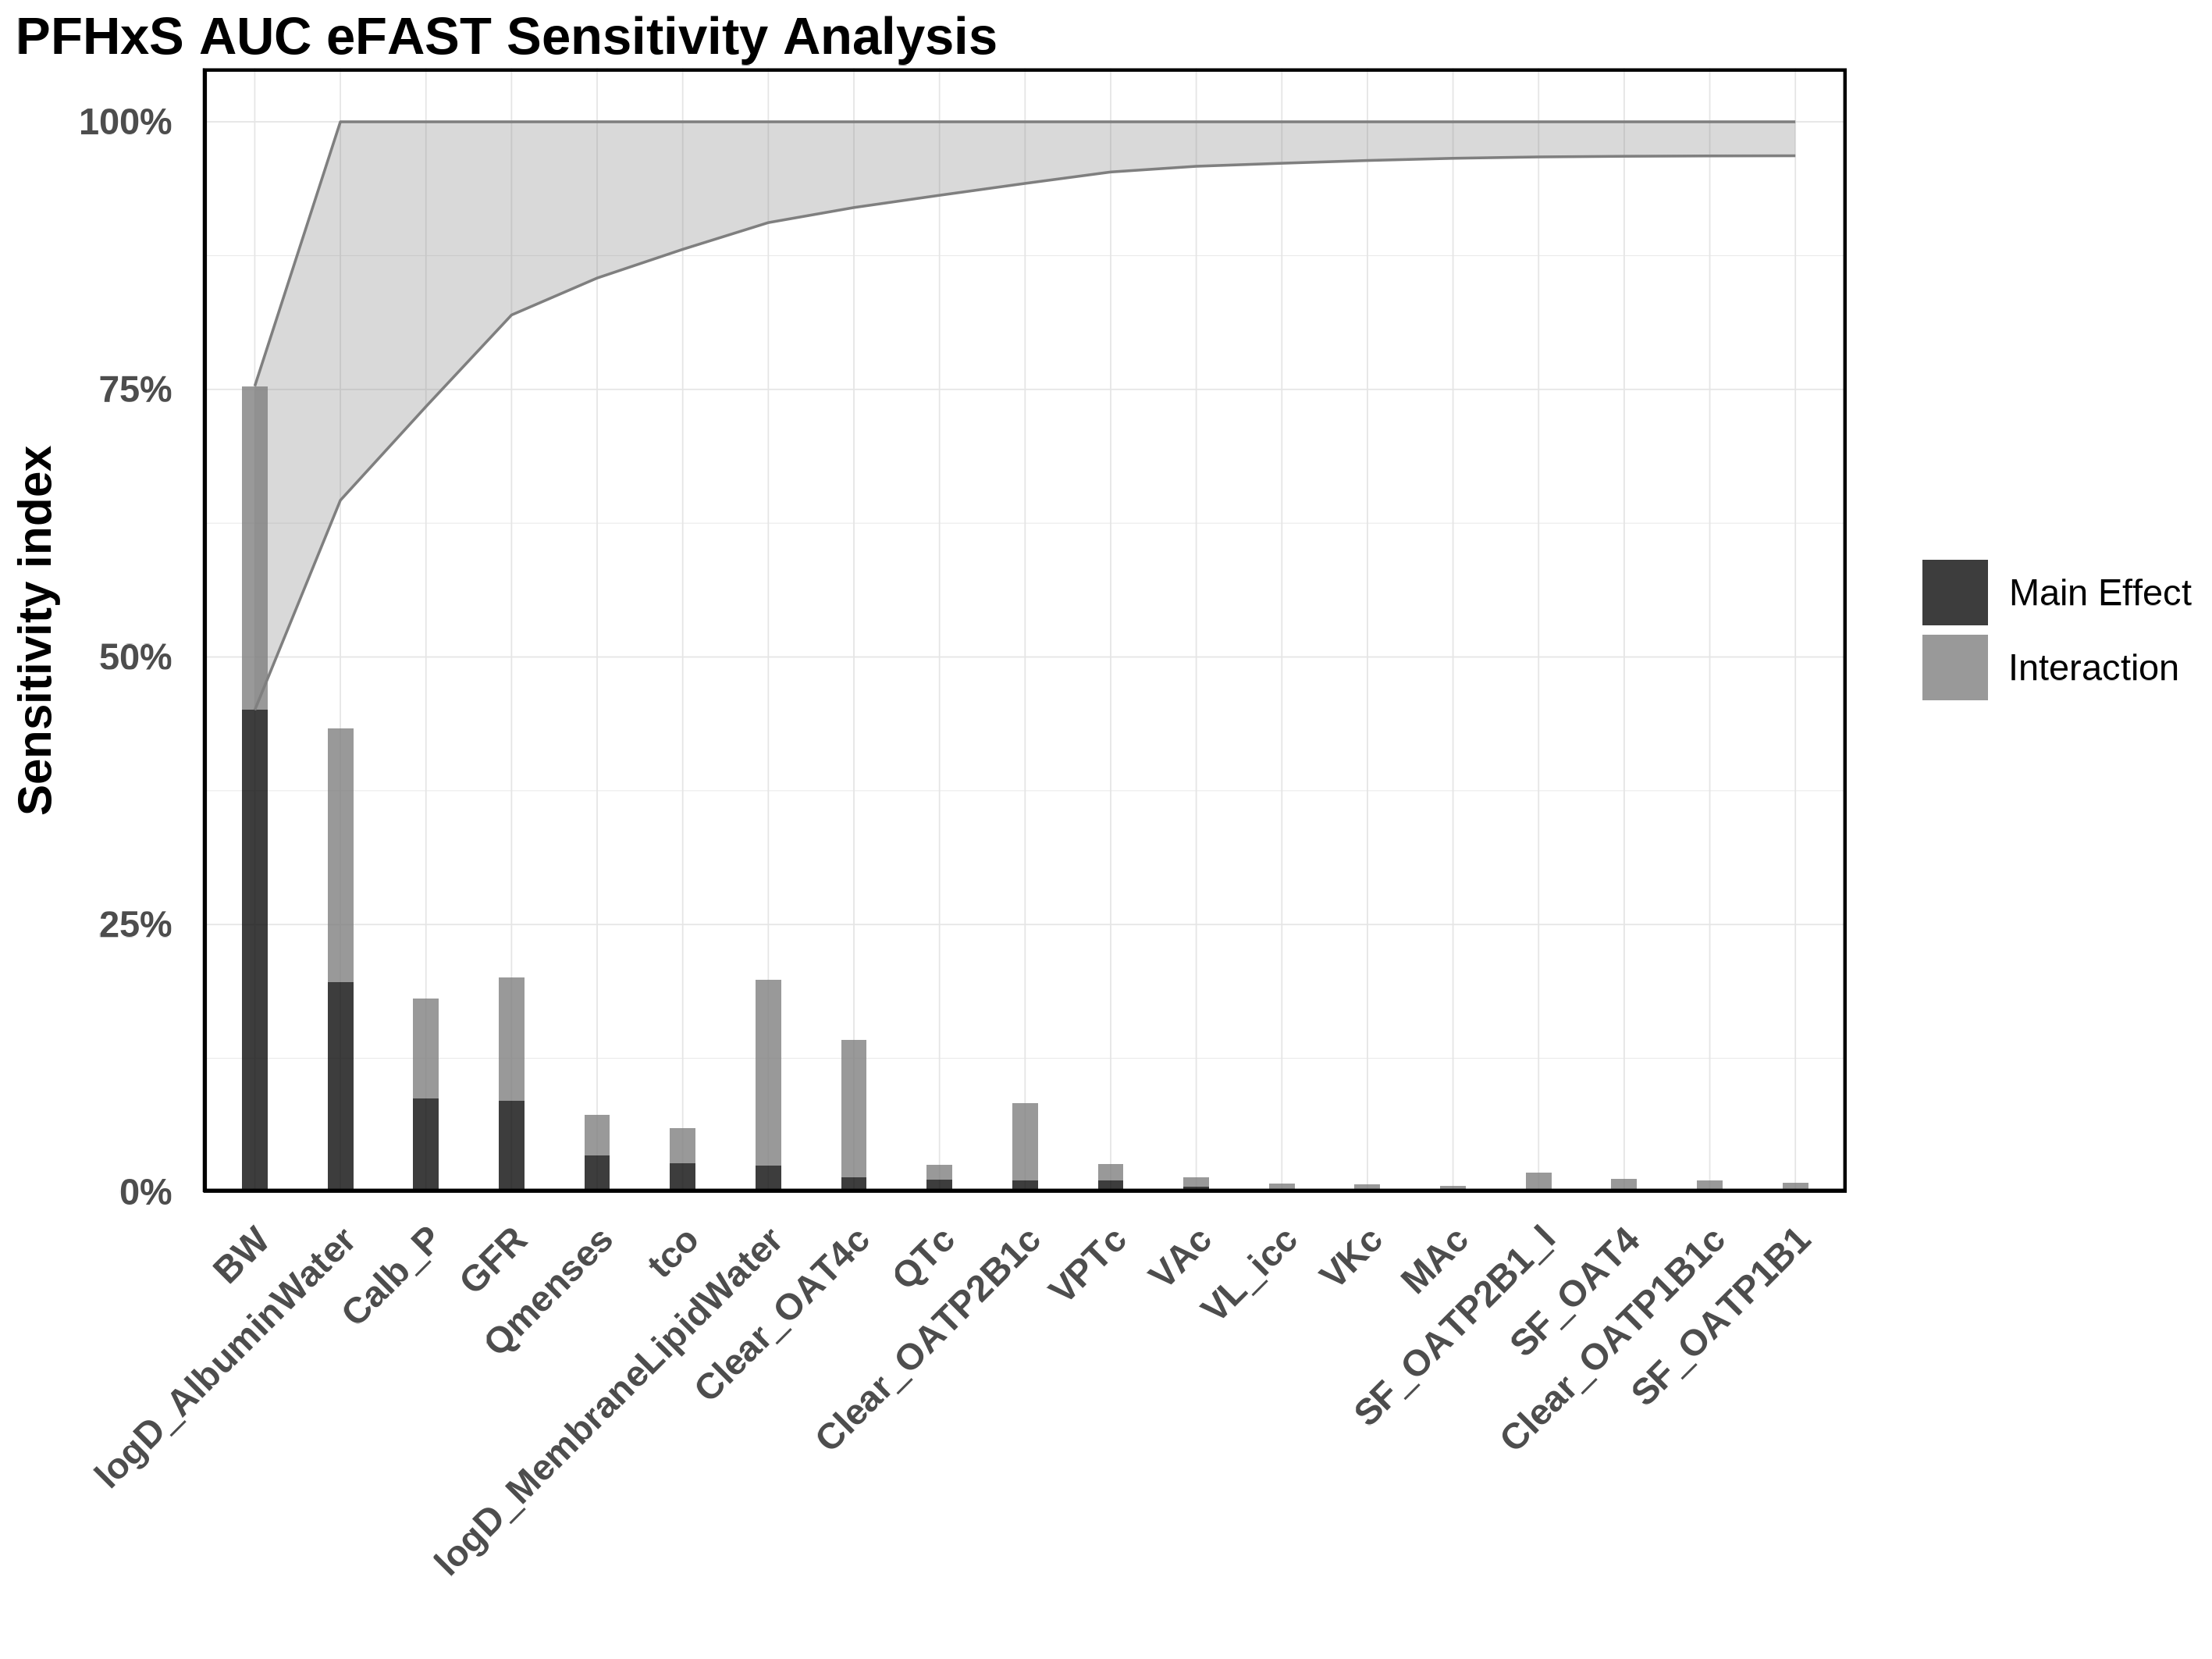 PFHxS AUC eFAST Sensitivity Analysis
Sensitivity index
100%
75%
50%
25%
0%
BW
logD_AlbuminWater
Calb_P
GFR
Qmenses
tco
logD_MembraneLipidWater
Clear_OAT4c
QTc
Clear_OATP2B1c
VPTc
VAc
VL_icc
VKc
MAc
SF_OATP2B1_l
SF_OAT4
Clear_OATP1B1c
SF_OATP1B1
Main Effect
Interaction